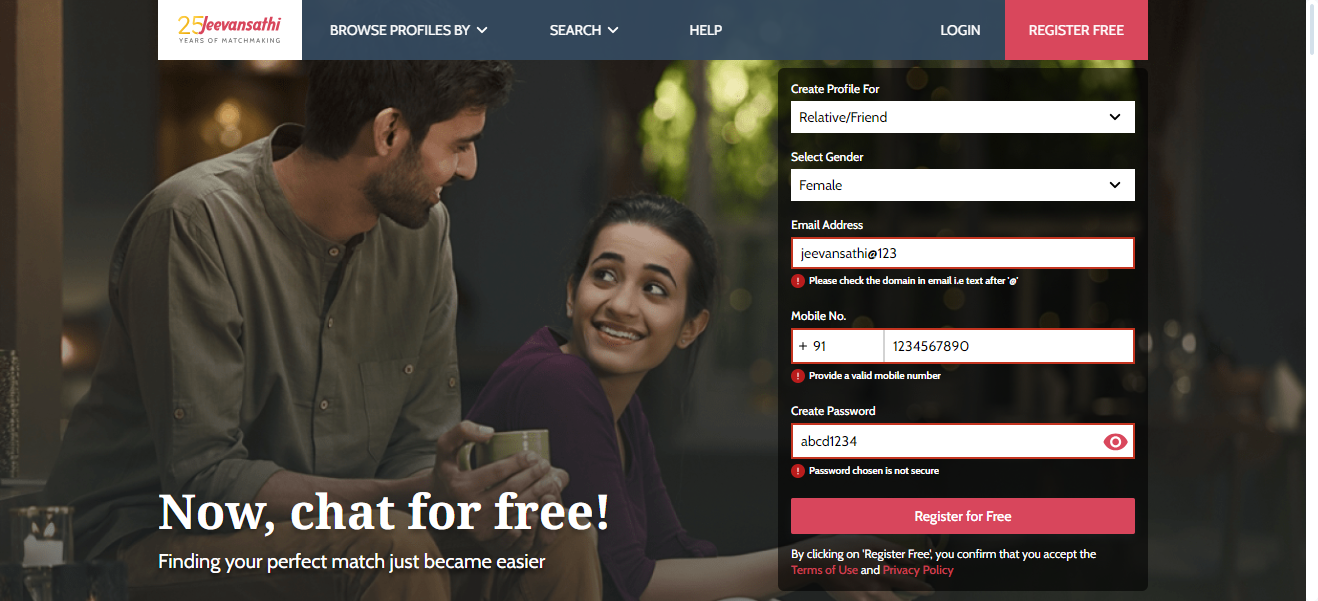 25 Jeevansathi
YEARS OF MATCHMAKING
BROWSE PROFILES BY
SEARCH
HELP
LOGIN
REGISTER FREE
Create Profile For
Relative/Friend
Select Gender
Female
Email Address
jeevansathi@123
! Please check the domain in email i.e text after '@'
Mobile No.
+ 91 1234567890
! Provide a valid mobile number
Create Password
abcd1234
! Password chosen is not secure
Register for Free
By clicking on 'Register Free', you confirm that you accept the
Terms of Use and Privacy Policy
Now, chat for free!
Finding your perfect match just became easier